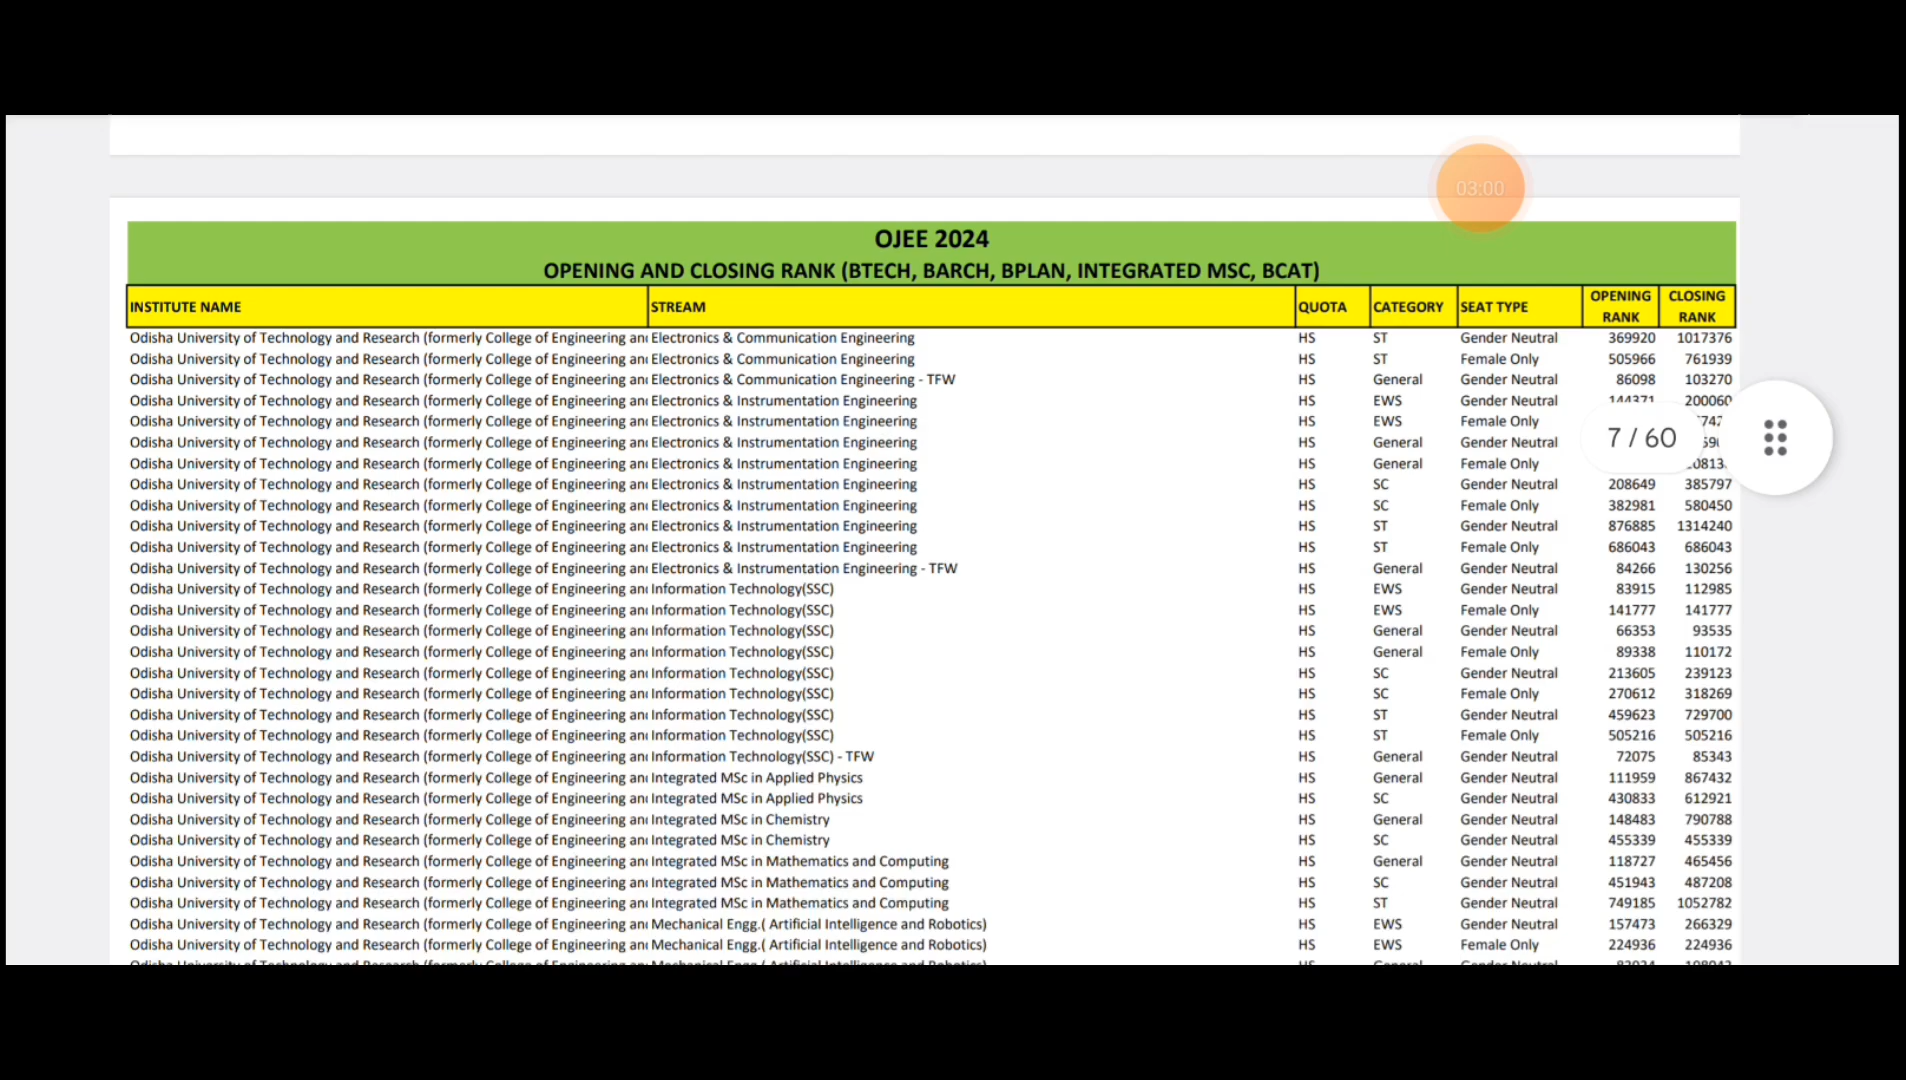 03:00
OJEE 2024
OPENING AND CLOSING RANK (BTECH, BARCH, BPLAN, INTEGRATED MSC, BCAT)
INSTITUTE NAME STREAM QUOTA CATEGORY SEAT TYPE OPENING RANK CLOSING RANK
Odisha University of Technology and Research (formerly College of Engineering an Electronics & Communication Engineering HS ST Gender Neutral 369920 1017376
Odisha University of Technology and Research (formerly College of Engineering an Electronics & Communication Engineering HS ST Female Only 505966 761939
Odisha University of Technology and Research (formerly College of Engineering an Electronics & Communication Engineering - TFW HS General Gender Neutral 86098 103270
Odisha University of Technology and Research (formerly College of Engineering an Electronics & Instrumentation Engineering HS EWS Gender Neutral 144371 200060
Odisha University of Technology and Research (formerly College of Engineering an Electronics & Instrumentation Engineering HS EWS Female Only
Odisha University of Technology and Research (formerly College of Engineering an Electronics & Instrumentation Engineering HS General Gender Neutral
7 / 60
Odisha University of Technology and Research (formerly College of Engineering an Electronics & Instrumentation Engineering HS General Female Only
Odisha University of Technology and Research (formerly College of Engineering an Electronics & Instrumentation Engineering HS SC Gender Neutral 208649 385797
Odisha University of Technology and Research (formerly College of Engineering an Electronics & Instrumentation Engineering HS SC Female Only 382981 580450
Odisha University of Technology and Research (formerly College of Engineering an Electronics & Instrumentation Engineering HS ST Gender Neutral 876885 1314240
Odisha University of Technology and Research (formerly College of Engineering an Electronics & Instrumentation Engineering HS ST Female Only 686043 686043
Odisha University of Technology and Research (formerly College of Engineering an Electronics & Instrumentation Engineering - TFW HS General Gender Neutral 84266 130256
Odisha University of Technology and Research (formerly College of Engineering an Information Technology(SSC) HS EWS Gender Neutral 83915 112985
Odisha University of Technology and Research (formerly College of Engineering an Information Technology(SSC) HS EWS Female Only 141777 141777
Odisha University of Technology and Research (formerly College of Engineering an Information Technology(SSC) HS General Gender Neutral 66353 93535
Odisha University of Technology and Research (formerly College of Engineering an Information Technology(SSC) HS General Female Only 89338 110172
Odisha University of Technology and Research (formerly College of Engineering an Information Technology(SSC) HS SC Gender Neutral 213605 239123
Odisha University of Technology and Research (formerly College of Engineering an Information Technology(SSC) HS SC Female Only 270612 318269
Odisha University of Technology and Research (formerly College of Engineering an Information Technology(SSC) HS ST Gender Neutral 459623 729700
Odisha University of Technology and Research (formerly College of Engineering an Information Technology(SSC) HS ST Female Only 505216 505216
Odisha University of Technology and Research (formerly College of Engineering an Information Technology(SSC) - TFW HS General Gender Neutral 72075 85343
Odisha University of Technology and Research (formerly College of Engineering an Integrated MSc in Applied Physics HS General Gender Neutral 111959 867432
Odisha University of Technology and Research (formerly College of Engineering an Integrated MSc in Applied Physics HS SC Gender Neutral 430833 612921
Odisha University of Technology and Research (formerly College of Engineering an Integrated MSc in Chemistry HS General Gender Neutral 148483 790788
Odisha University of Technology and Research (formerly College of Engineering an Integrated MSc in Chemistry HS SC Gender Neutral 455339 455339
Odisha University of Technology and Research (formerly College of Engineering an Integrated MSc in Mathematics and Computing HS General Gender Neutral 118727 465456
Odisha University of Technology and Research (formerly College of Engineering an Integrated MSc in Mathematics and Computing HS SC Gender Neutral 451943 487208
Odisha University of Technology and Research (formerly College of Engineering an Integrated MSc in Mathematics and Computing HS ST Gender Neutral 749185 1052782
Odisha University of Technology and Research (formerly College of Engineering an Mechanical Engg.( Artificial Intelligence and Robotics) HS EWS Gender Neutral 157473 266329
Odisha University of Technology and Research (formerly College of Engineering an Mechanical Engg.( Artificial Intelligence and Robotics) HS EWS Female Only 224936 224936